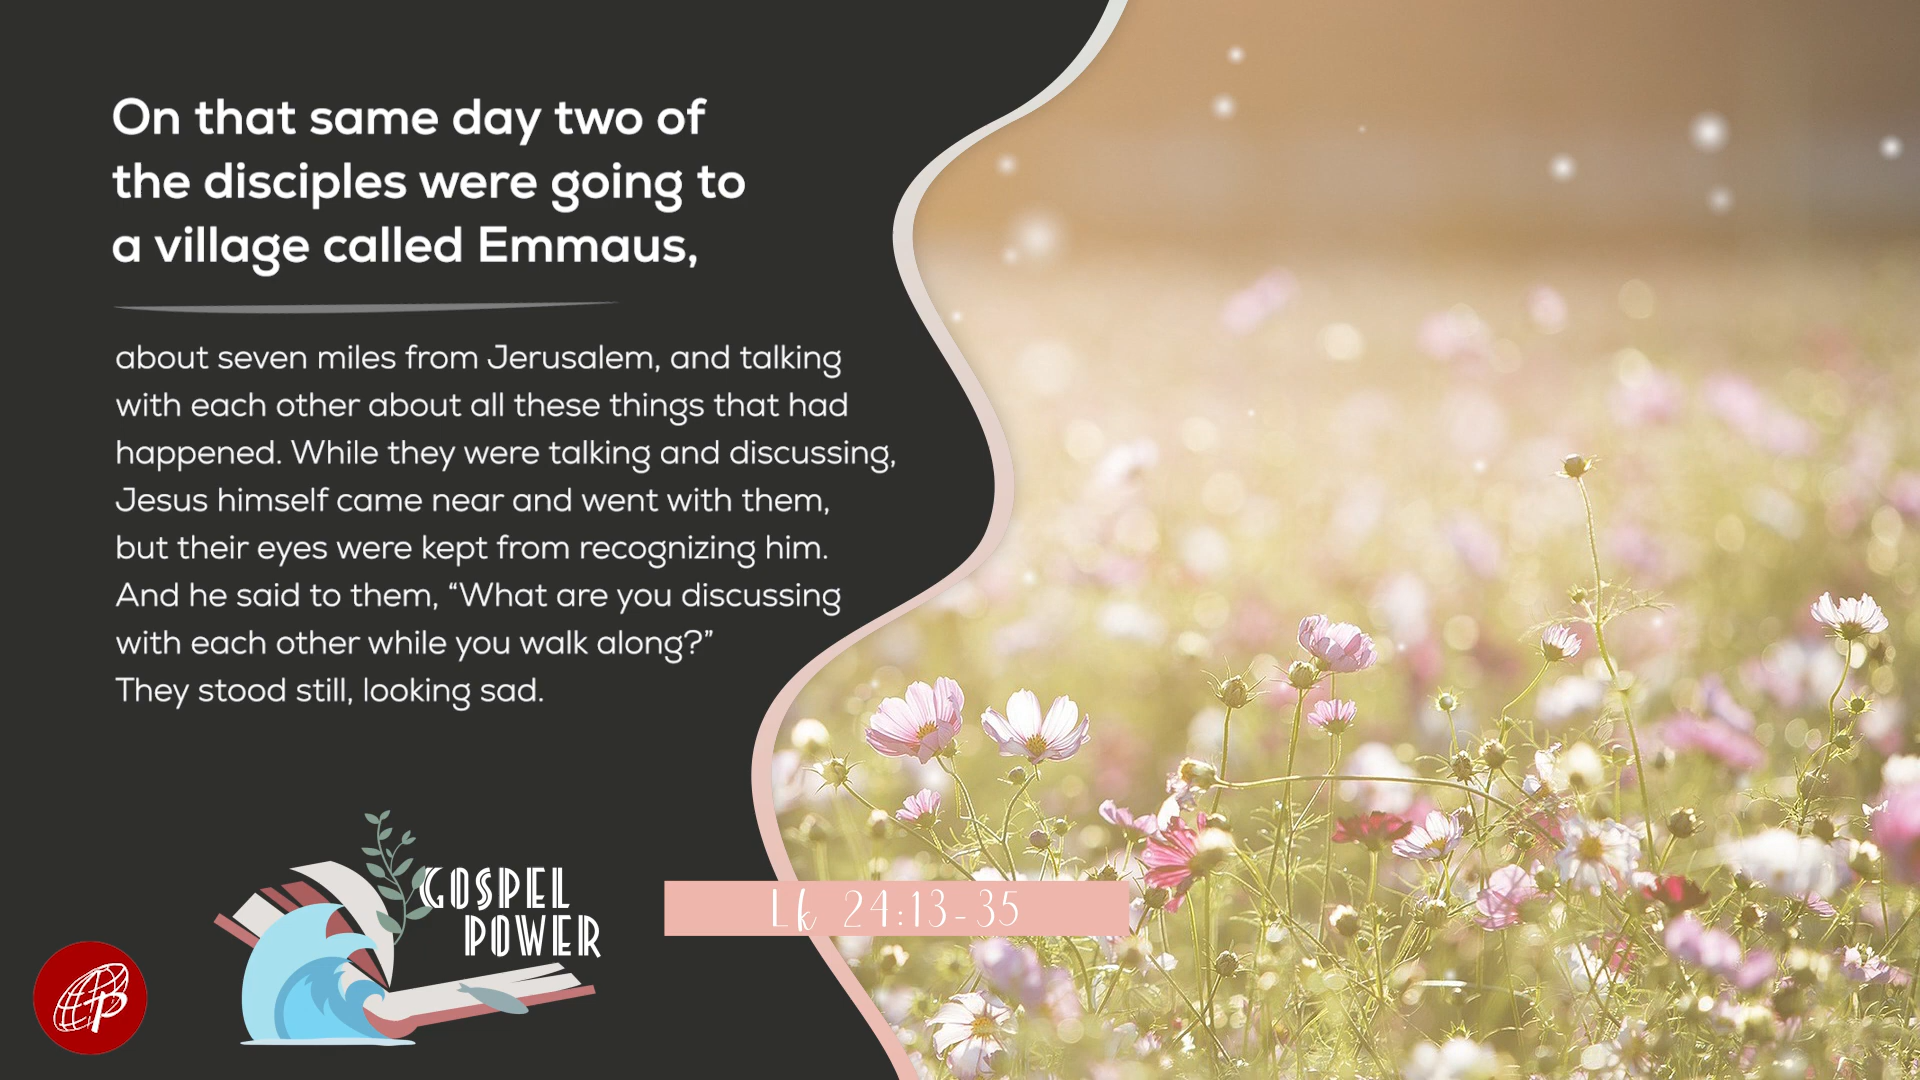 On that same day two of
the disciples were going to
a village called Emmaus,
about seven miles from Jerusalem, and talking
with each other about all these things that had
happened. While they were talking and discussing,
Jesus himself came near and went with them,
but their eyes were kept from recognizing him.
And he said to them, “What are you discussing
with each other while you walk along?”
They stood still, looking sad.
GOSPEL
POWER
Lk 24:13-35